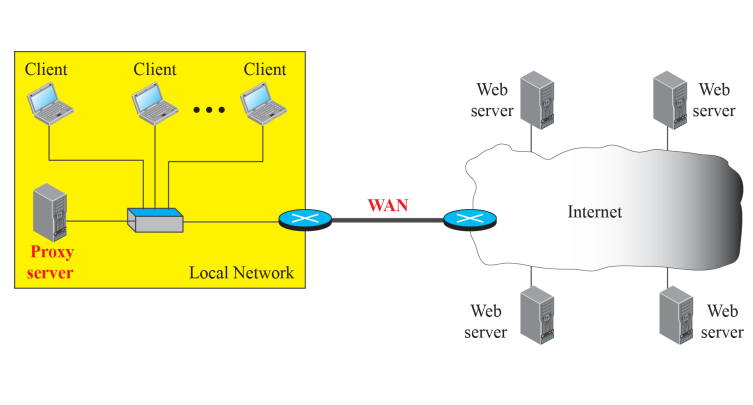 Client
Client
Client
Web
server
Web
server
WAN
Internet
Proxy
server
Local Network
Web
server
Web
server